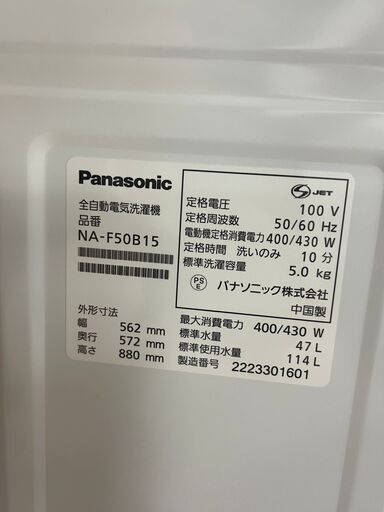 Panasonic
全自動電気洗濯機
品番
NA-F50B15
外形寸法
幅 562 mm
奥行 572 mm
高さ 880 mm
JET
定格電圧 100 V
定格周波数 50/60 Hz
電動機定格消費電力 400/430 W
定格時間 洗いのみ 10 分
標準洗濯容量 5.0 kg
PS
E
パナソニック株式会社
中国製
最大消費電力 400/430 W
標準水量 47 L
標準使用水量 114 L
製造番号 2223301601